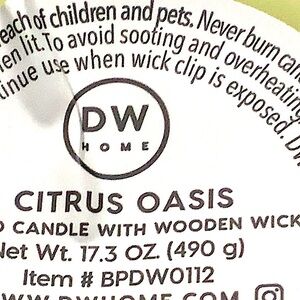 each of children and pets. Never burn can
en lit. To avoid sooting and overheating,
tinue use when wick clip is exposed. DW
DW
HOME
CITRUS OASIS
D CANDLE WITH WOODEN WICK
Net Wt. 17.3 OZ. (490 g)
Item # BPDW0112
WWW.DWHOME.COM